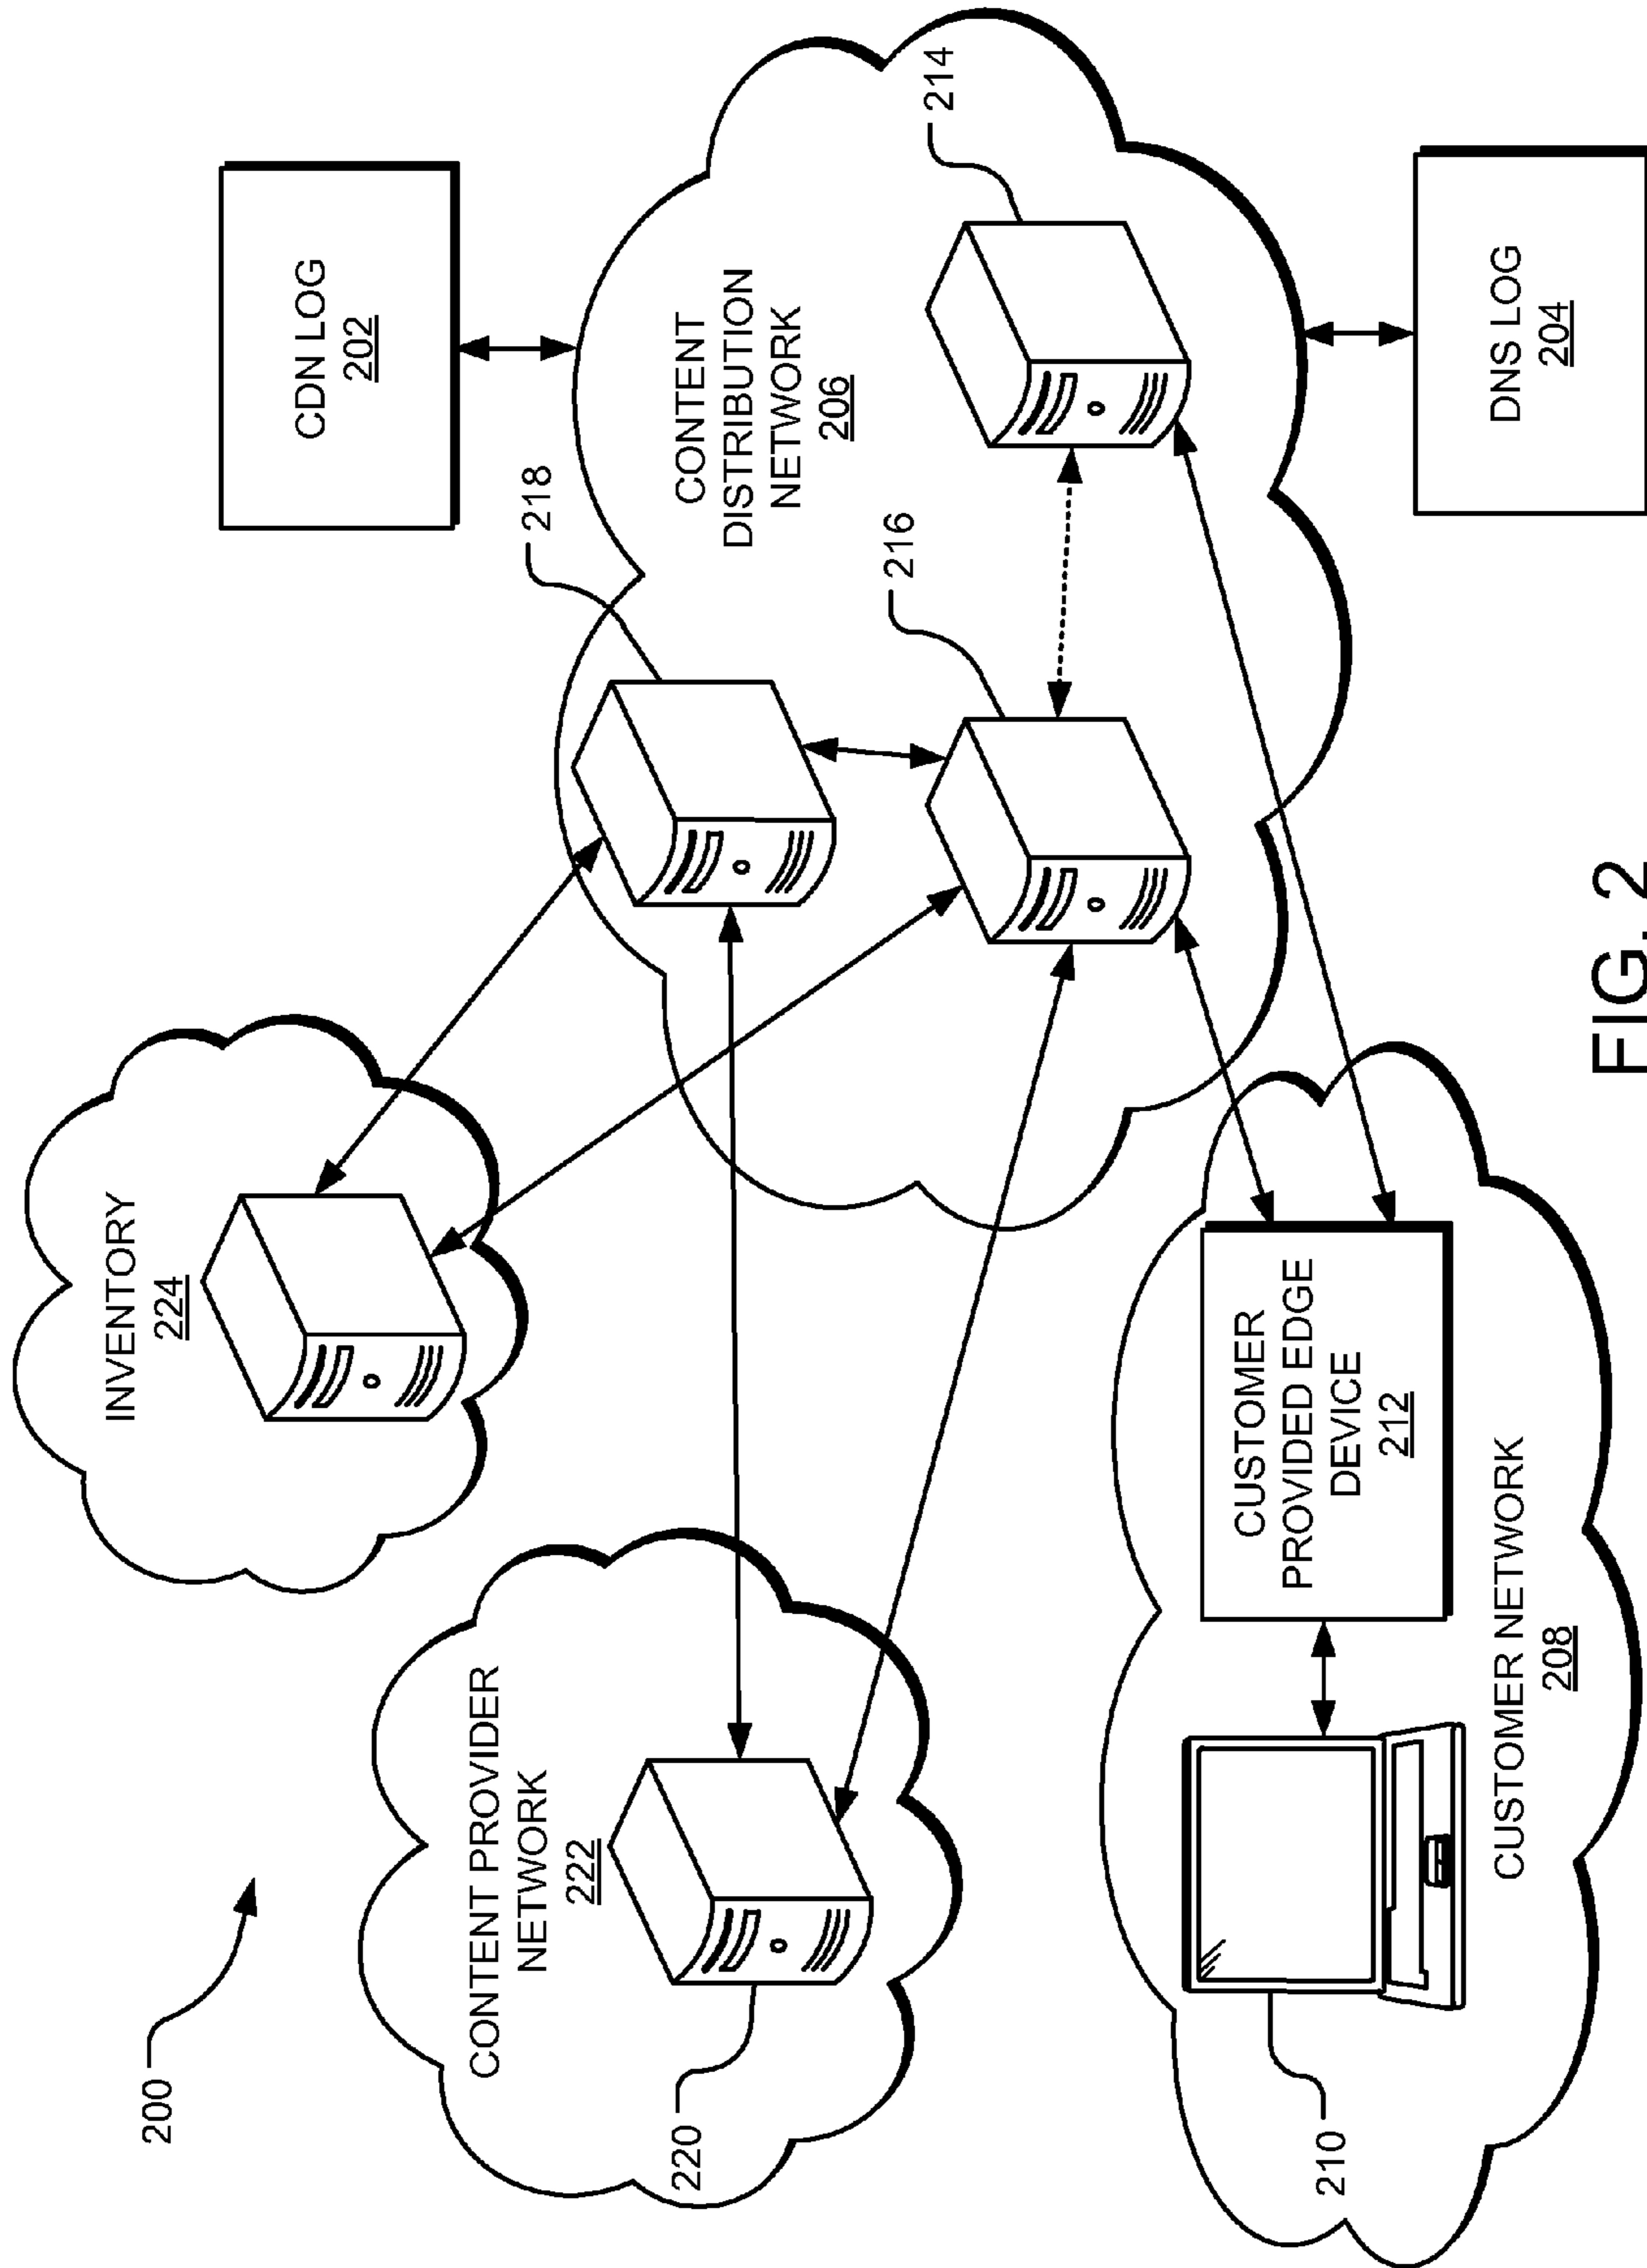 200
INVENTORY
224
CDN LOG
202
218
CONTENT
DISTRIBUTION
NETWORK
206
CONTENT PROVIDER
NETWORK
222
220
216
214
210
CUSTOMER
PROVIDED EDGE
DEVICE
212
CUSTOMER NETWORK
208
DNS LOG
204
FIG. 2